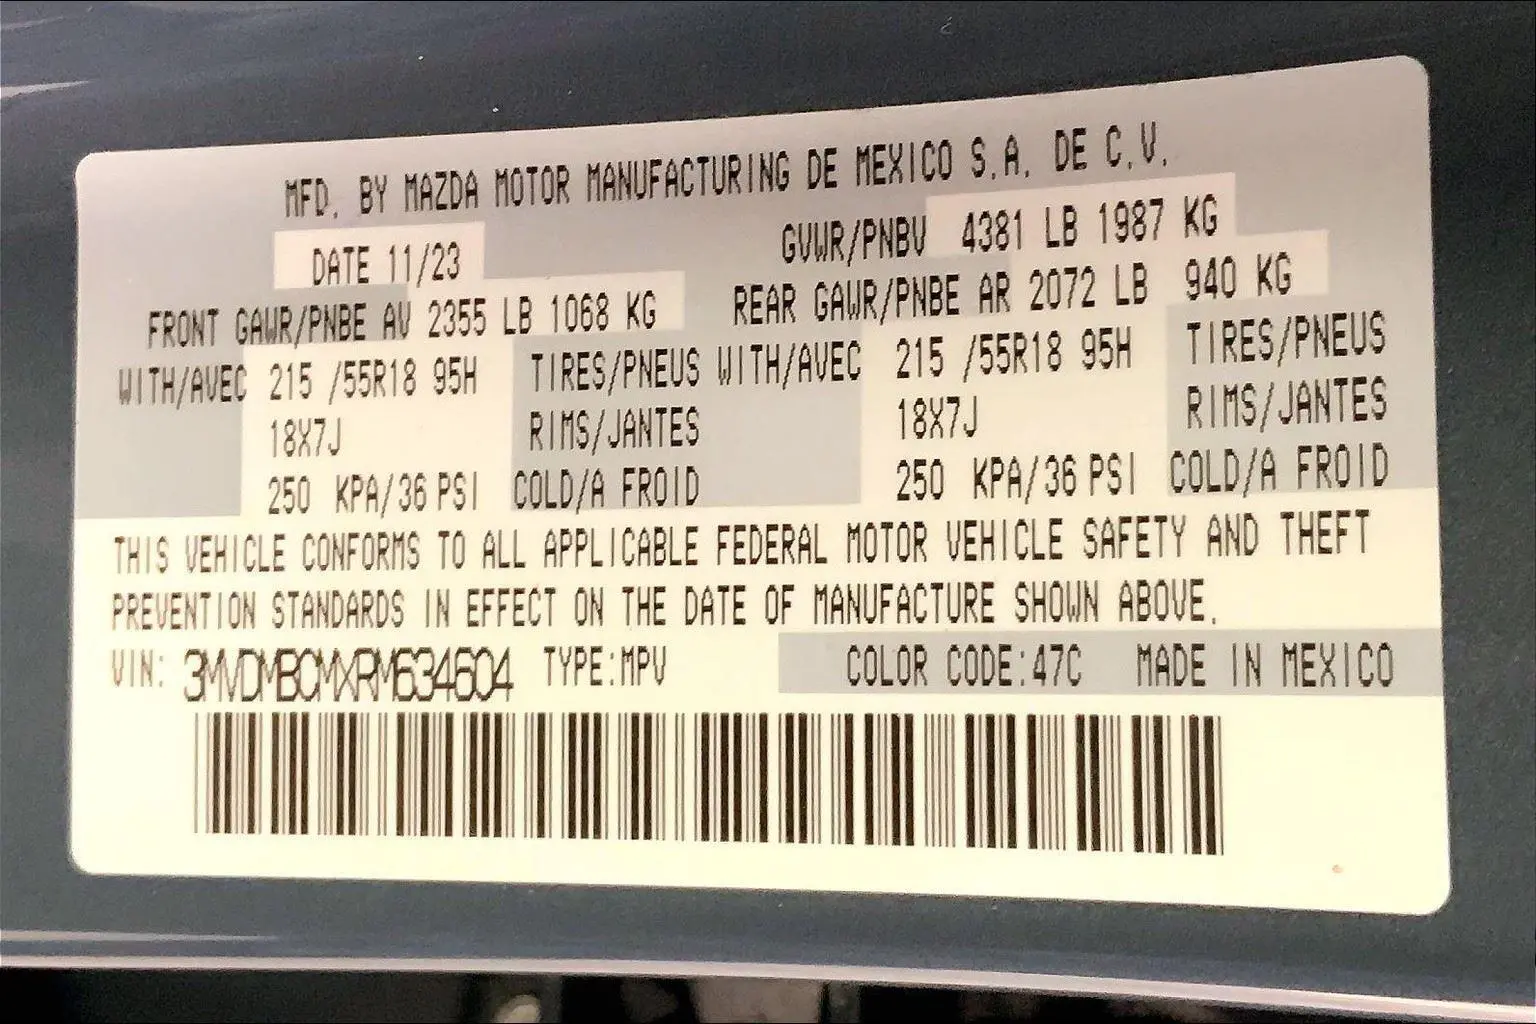 MFD. BY MAZDA MOTOR MANUFACTURING DE MEXICO S.A. DE C.V.
DATE 11/23 GVWR/PNBV 4381 LB 1987 KG
FRONT GAWR/PNBE AV 2355 LB 1068 KG REAR GAWR/PNBE AR 2072 LB 940 KG
WITH/AVEC 215 /55R18 95H TIRES/PNEUS WITH/AVEC 215 /55R18 95H TIRES/PNEUS
18X7J RIMS/JANTES 18X7J RIMS/JANTES
250 KPA/36 PSI COLD/A FROID 250 KPA/36 PSI COLD/A FROID
THIS VEHICLE CONFORMS TO ALL APPLICABLE FEDERAL MOTOR VEHICLE SAFETY AND THEFT
PREVENTION STANDARDS IN EFFECT ON THE DATE OF MANUFACTURE SHOWN ABOVE.
VIN: 3MVDMBCMXRM634604 TYPE:MPV COLOR CODE:47C MADE IN MEXICO